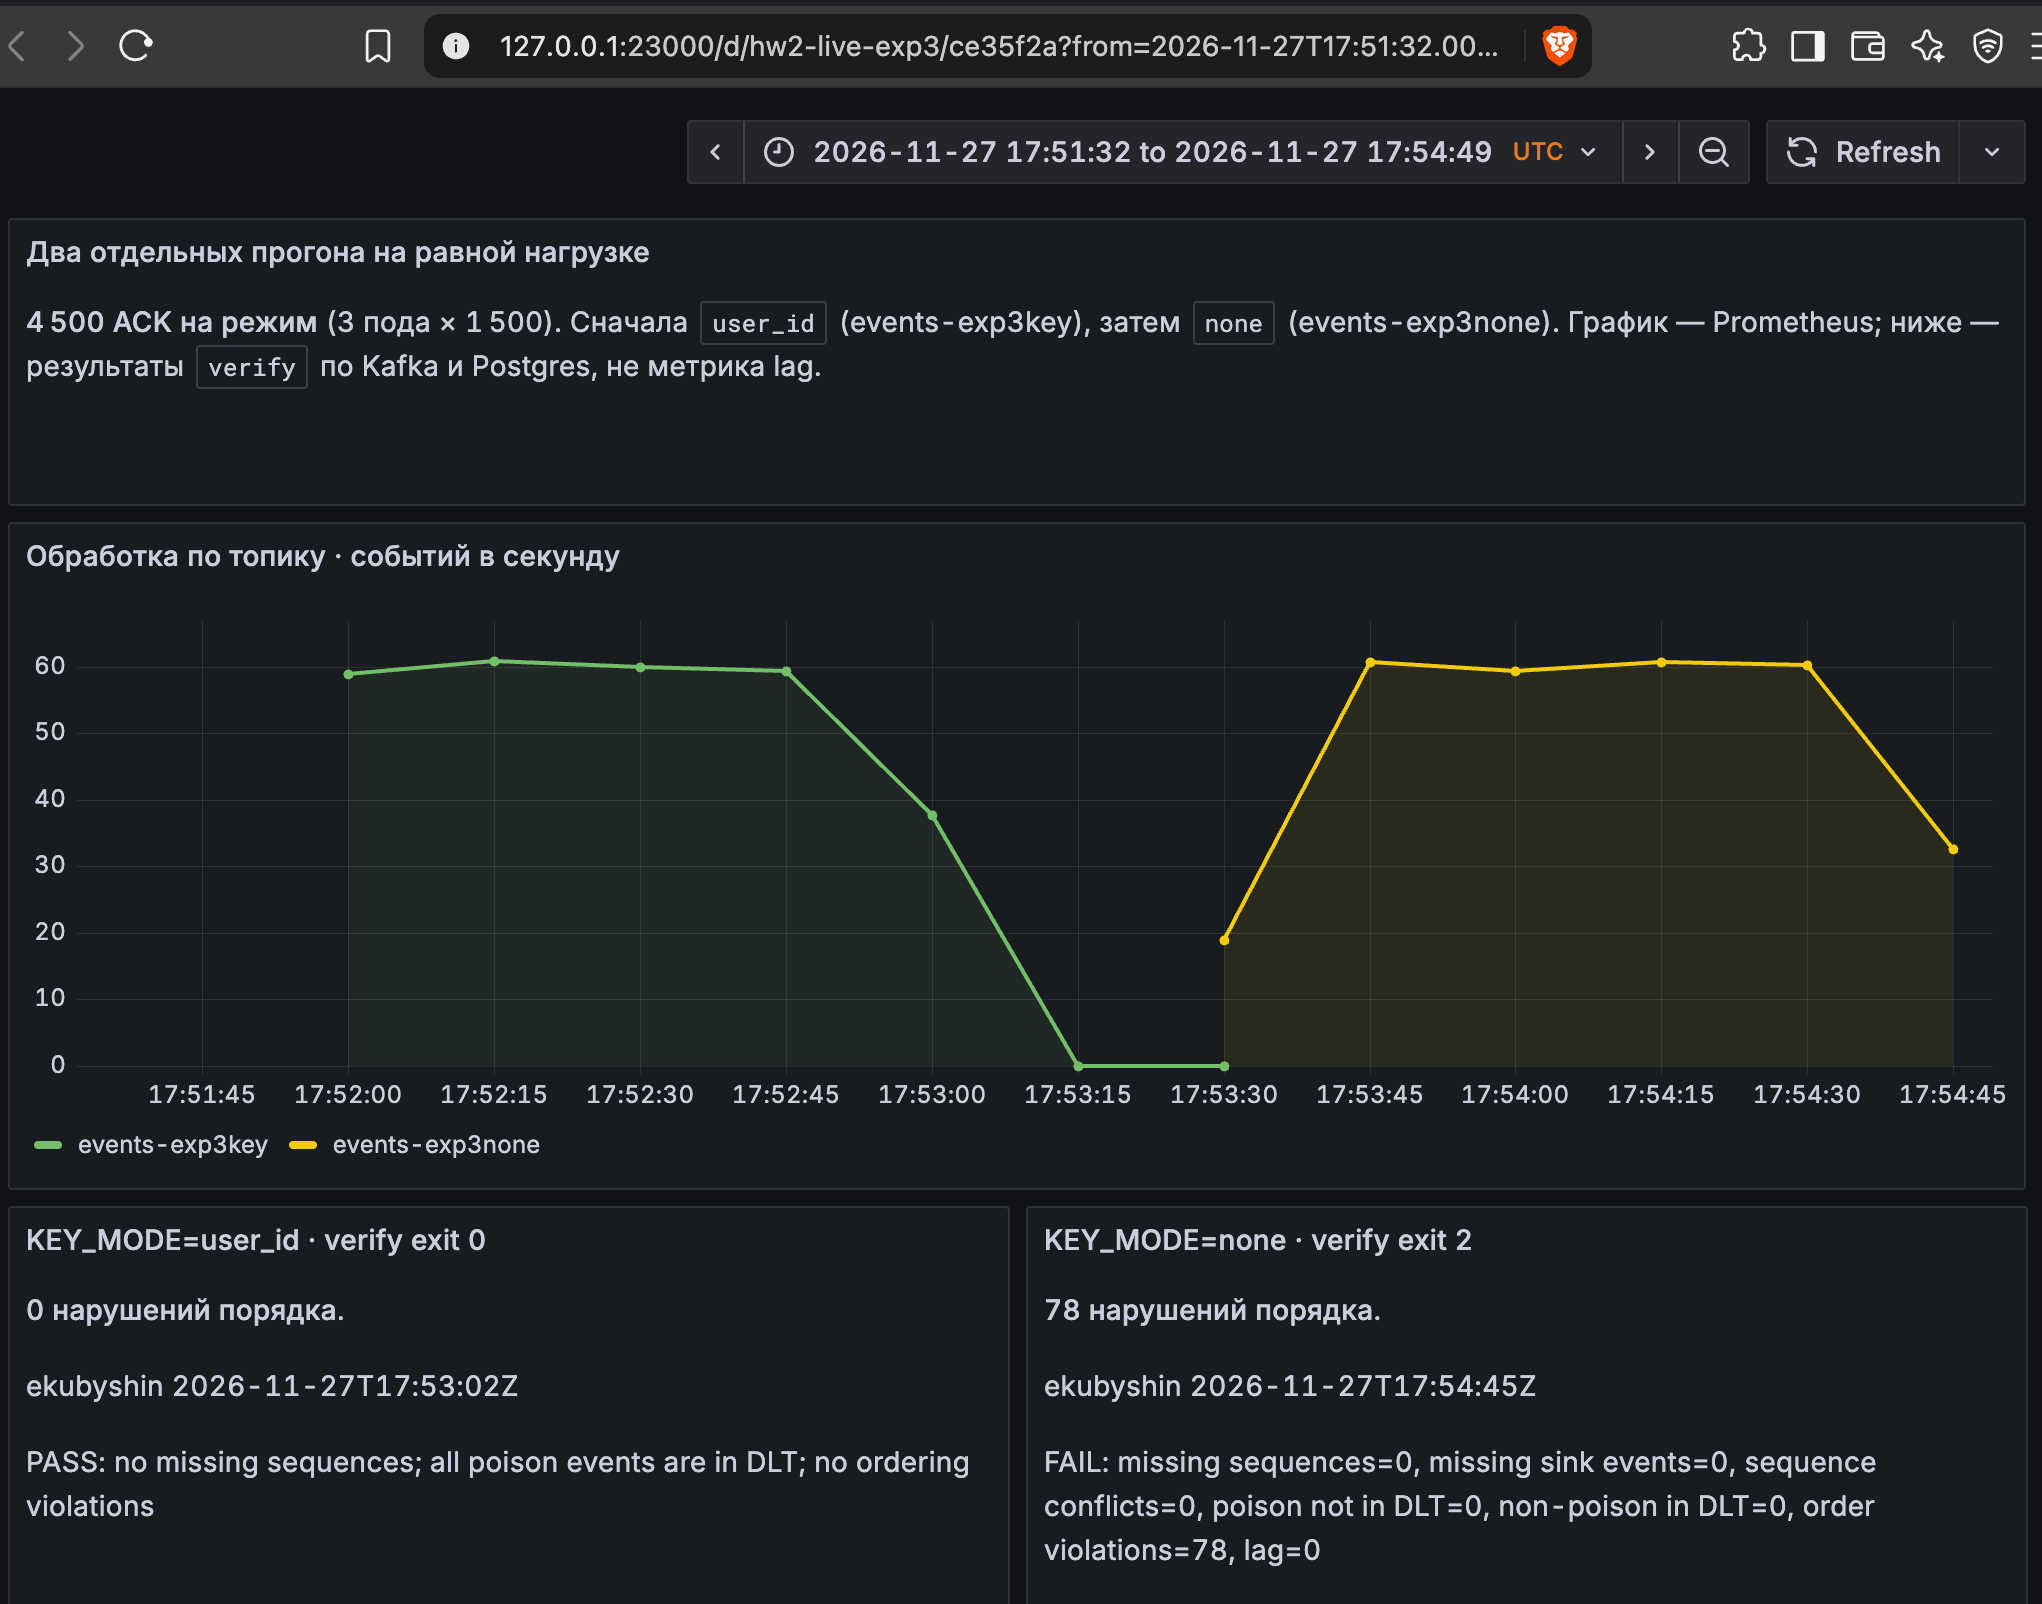 127.0.0.1:23000/d/hw2-live-exp3/ce35f2a?from=2026-11-27T17:51:32.00...
2026-11-27 17:51:32 to 2026-11-27 17:54:49 UTC
Refresh
Два отдельных прогона на равной нагрузке
4 500 ACK на режим (3 пода × 1 500). Сначала user_id (events-exp3key), затем none (events-exp3none). График — Prometheus; ниже —
результаты verify по Kafka и Postgres, не метрика lag.
Обработка по топику · событий в секунду
60
50
40
30
20
10
0
17:51:45 17:52:00 17:52:15 17:52:30 17:52:45 17:53:00 17:53:15 17:53:30 17:53:45 17:54:00 17:54:15 17:54:30 17:54:45
events-exp3key events-exp3none
KEY_MODE=user_id · verify exit 0
0 нарушений порядка.
ekubyshin 2026-11-27T17:53:02Z
PASS: no missing sequences; all poison events are in DLT; no ordering
violations
KEY_MODE=none · verify exit 2
78 нарушений порядка.
ekubyshin 2026-11-27T17:54:45Z
FAIL: missing sequences=0, missing sink events=0, sequence
conflicts=0, poison not in DLT=0, non-poison in DLT=0, order
violations=78, lag=0